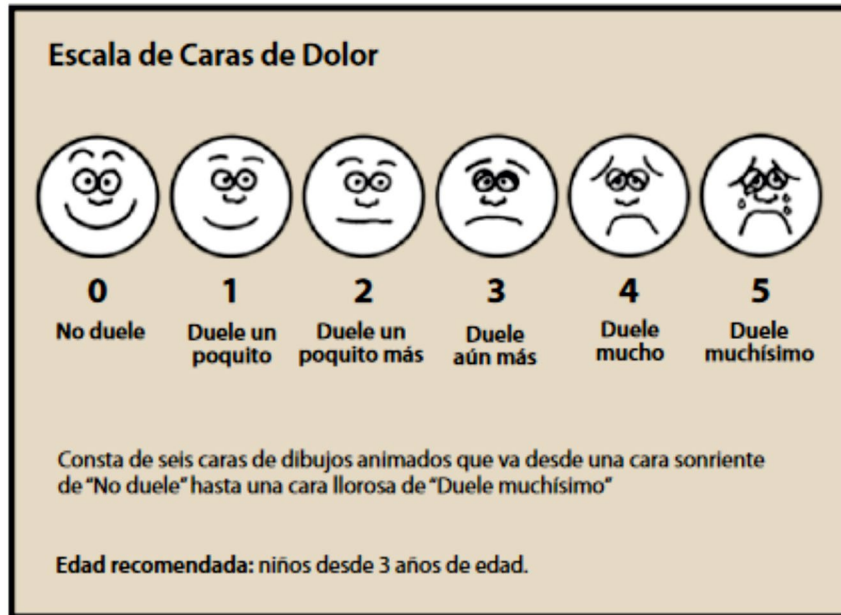 Escala de Caras de Dolor
0 1 2 3 4 5
No duele Duele un Duele un Duele Duele Duele
poquito poquito más aún más mucho muchísimo
Consta de seis caras de dibujos animados que va desde una cara sonriente
de "No duele" hasta una cara llorosa de "Duele muchísimo"
Edad recomendada: niños desde 3 años de edad.